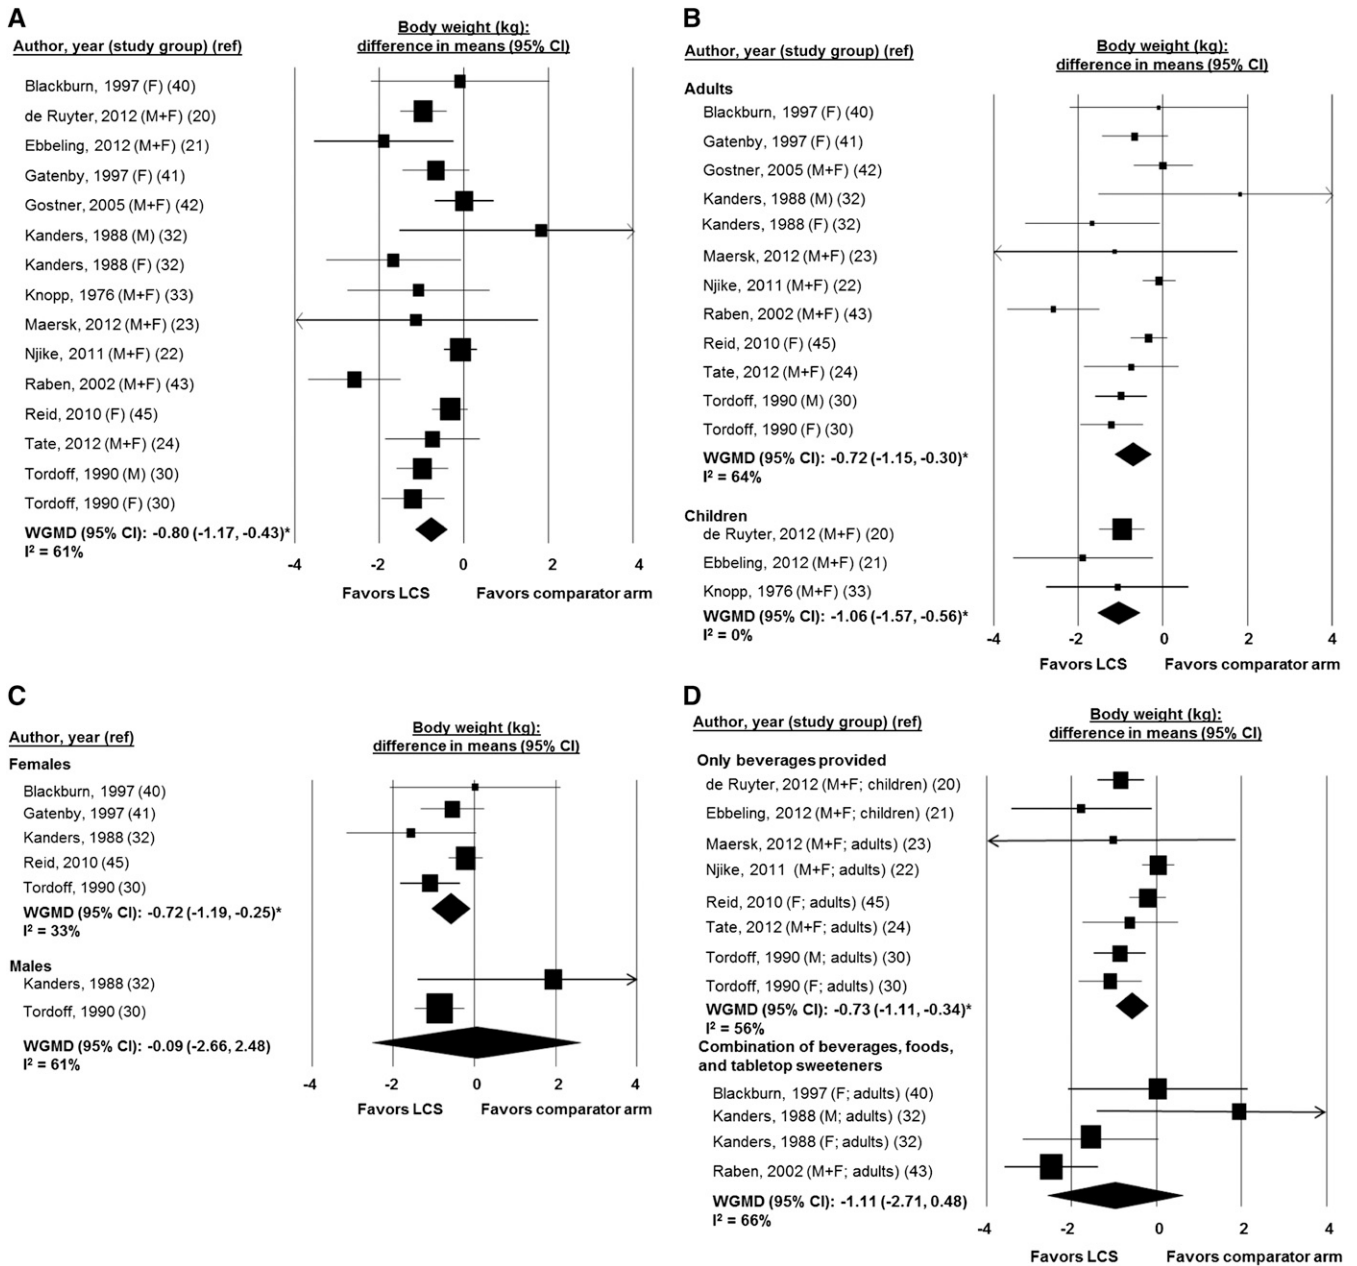 A
Body weight (kg):
Author, year (study group) (ref) difference in means (95% CI)
Blackburn, 1997 (F) (40)
de Ruyter, 2012 (M+F) (20)
Ebbeling, 2012 (M+F) (21)
Gatenby, 1997 (F) (41)
Gostner, 2005 (M+F) (42)
Kanders, 1988 (M) (32)
Kanders, 1988 (F) (32)
Knopp, 1976 (M+F) (33)
Maersk, 2012 (M+F) (23)
Njike, 2011 (M+F) (22)
Raben, 2002 (M+F) (43)
Reid, 2010 (F) (45)
Tate, 2012 (M+F) (24)
Tordoff, 1990 (M) (30)
Tordoff, 1990 (F) (30)
WGMD (95% CI): -0.80 (-1.17, -0.43)*
I² = 61%
-4 -2 0 2 4
Favors LCS Favors comparator arm
B
Body weight (kg):
Author, year (study group) (ref) difference in means (95% CI)
Adults
Blackburn, 1997 (F) (40)
Gatenby, 1997 (F) (41)
Gostner, 2005 (M+F) (42)
Kanders, 1988 (M) (32)
Kanders, 1988 (F) (32)
Maersk, 2012 (M+F) (23)
Njike, 2011 (M+F) (22)
Raben, 2002 (M+F) (43)
Reid, 2010 (F) (45)
Tate, 2012 (M+F) (24)
Tordoff, 1990 (M) (30)
Tordoff, 1990 (F) (30)
WGMD (95% CI): -0.72 (-1.15, -0.30)*
I² = 64%
Children
de Ruyter, 2012 (M+F) (20)
Ebbeling, 2012 (M+F) (21)
Knopp, 1976 (M+F) (33)
WGMD (95% CI): -1.06 (-1.57, -0.56)*
I² = 0%
-4 -2 0 2 4
Favors LCS Favors comparator arm
C
Body weight (kg):
Author, year (ref) difference in means (95% CI)
Females
Blackburn, 1997 (40)
Gatenby, 1997 (41)
Kanders, 1988 (32)
Reid, 2010 (45)
Tordoff, 1990 (30)
WGMD (95% CI): -0.72 (-1.19, -0.25)*
I² = 33%
Males
Kanders, 1988 (32)
Tordoff, 1990 (30)
WGMD (95% CI): -0.09 (-2.66, 2.48)
I² = 61%
-4 -2 0 2 4
Favors LCS Favors comparator arm
D
Body weight (kg):
Author, year (study group) (ref) difference in means (95% CI)
Only beverages provided
de Ruyter, 2012 (M+F; children) (20)
Ebbeling, 2012 (M+F; children) (21)
Maersk, 2012 (M+F; adults) (23)
Njike, 2011 (M+F; adults) (22)
Reid, 2010 (F; adults) (45)
Tate, 2012 (M+F; adults) (24)
Tordoff, 1990 (M; adults) (30)
Tordoff, 1990 (F; adults) (30)
WGMD (95% CI): -0.73 (-1.11, -0.34)*
I² = 56%
Combination of beverages, foods,
and tabletop sweeteners
Blackburn, 1997 (F; adults) (40)
Kanders, 1988 (M; adults) (32)
Kanders, 1988 (F; adults) (32)
Raben, 2002 (M+F; adults) (43)
WGMD (95% CI): -1.11 (-2.71, 0.48)
I² = 66%
-4 -2 0 2 4
Favors LCS Favors comparator arm